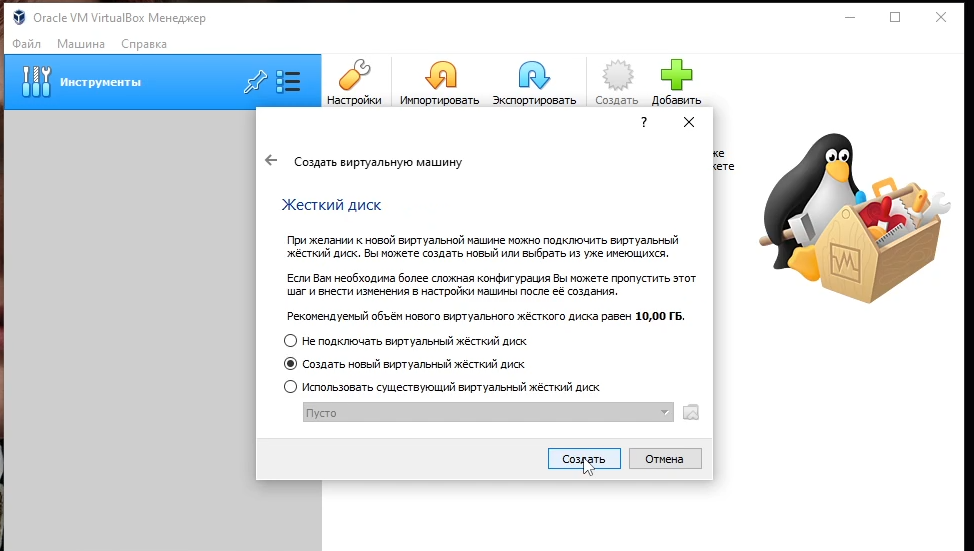 Oracle VM VirtualBox Менеджер
Файл Машина Справка
Инструменты
Настройки Импортировать Экспортировать Создать Добавить
?
Создать виртуальную машину
же
жете
Жесткий диск
При желании к новой виртуальной машине можно подключить виртуальный
жёсткий диск. Вы можете создать новый или выбрать из уже имеющихся.
Если Вам необходима более сложная конфигурация Вы можете пропустить этот
шаг и внести изменения в настройки машины после её создания.
Рекомендуемый объём нового виртуального жёсткого диска равен 10,00 ГБ.
Не подключать виртуальный жёсткий диск
Создать новый виртуальный жёсткий диск
Использовать существующий виртуальный жёсткий диск
Пусто
Создать Отмена